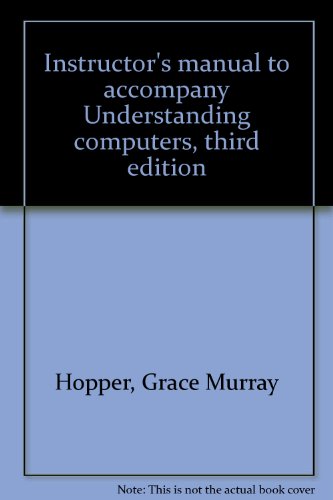 Instructor's manual to
accompany
Understanding
computers, third
edition
Hopper, Grace Murray
Note: This is not the actual book cover